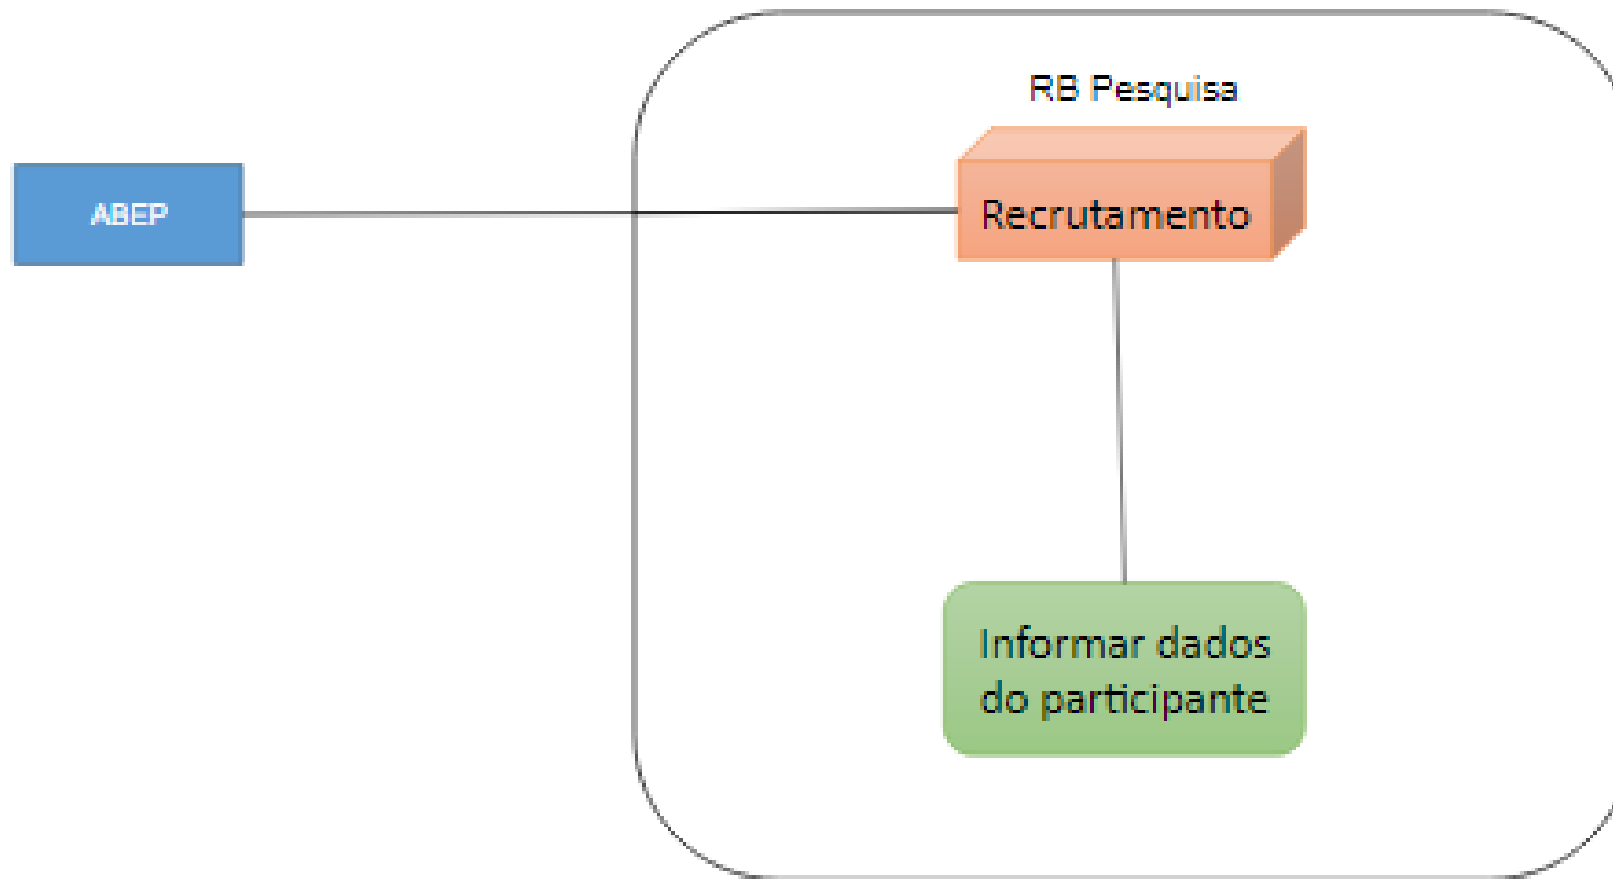 RB Pesquisa
ABEP
Recrutamento
Informar dados
do participante